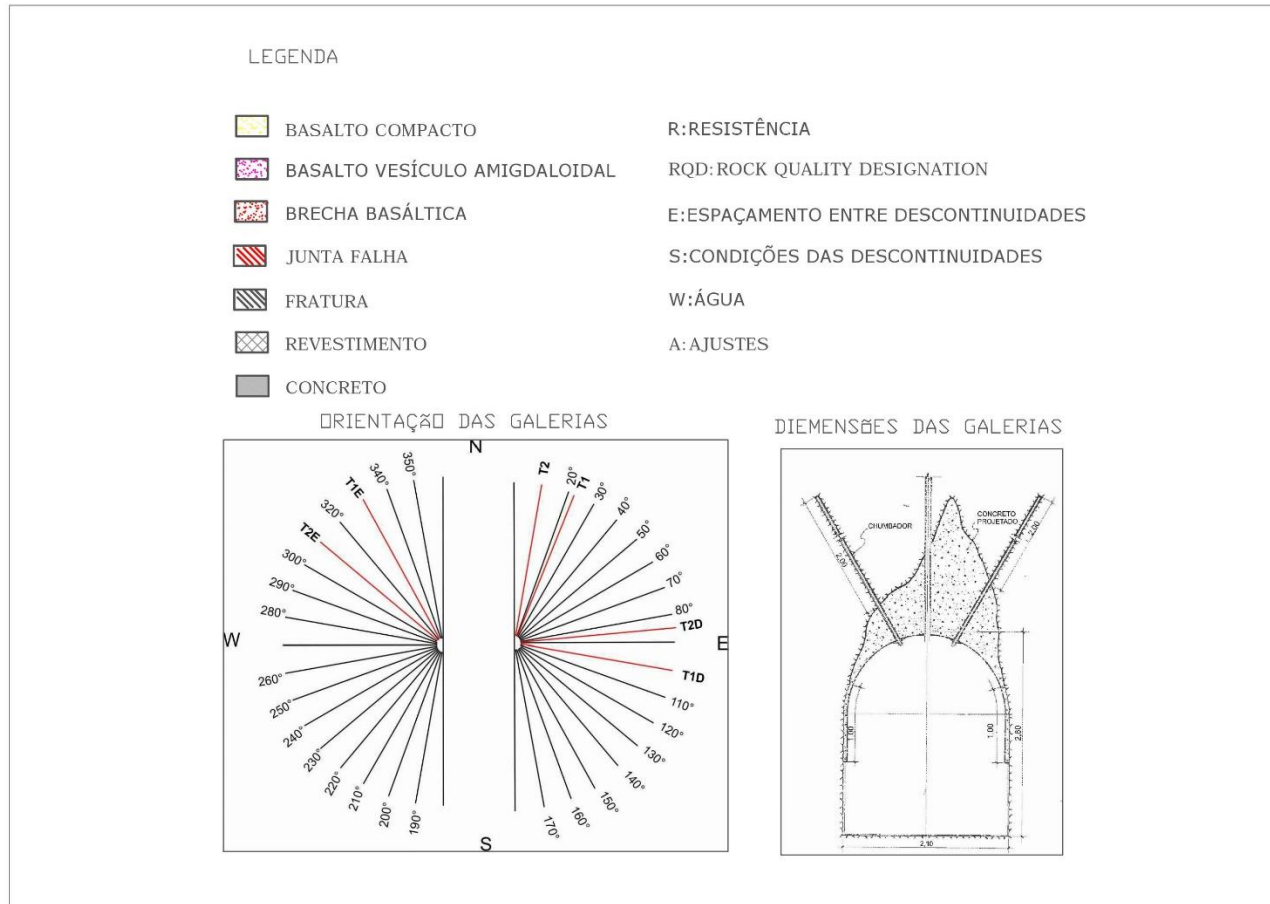 LEGENDA
BASALTO COMPACTO
BASALTO VESÍCULO AMIGDALOIDAL
BRECHA BASÁLTICA
JUNTA FALHA
FRATURA
REVESTIMENTO
CONCRETO
R:RESISTÊNCIA
RQD:ROCK QUALITY DESIGNATION
E:ESPAÇAMENTO ENTRE DESCONTINUIDADES
S:CONDIÇÕES DAS DESCONTINUIDADES
W:ÁGUA
A:AJUSTES
□RIENTAÇã□ DAS GALERIAS
N
350°
340°
T1E
320°
T2E
300°
290°
280°
W
260°
250°
240°
230°
220°
210°
200°
190°
T2
20°
T1
30°
40°
50°
60°
70°
80°
T2D
E
T1D
110°
120°
130°
140°
150°
160°
170°
S
DIEMENSõES DAS GALERIAS
CHUMBADOR
CONCRETO
PROJETADO
2,00
2,00
1,00
1,00
2,80